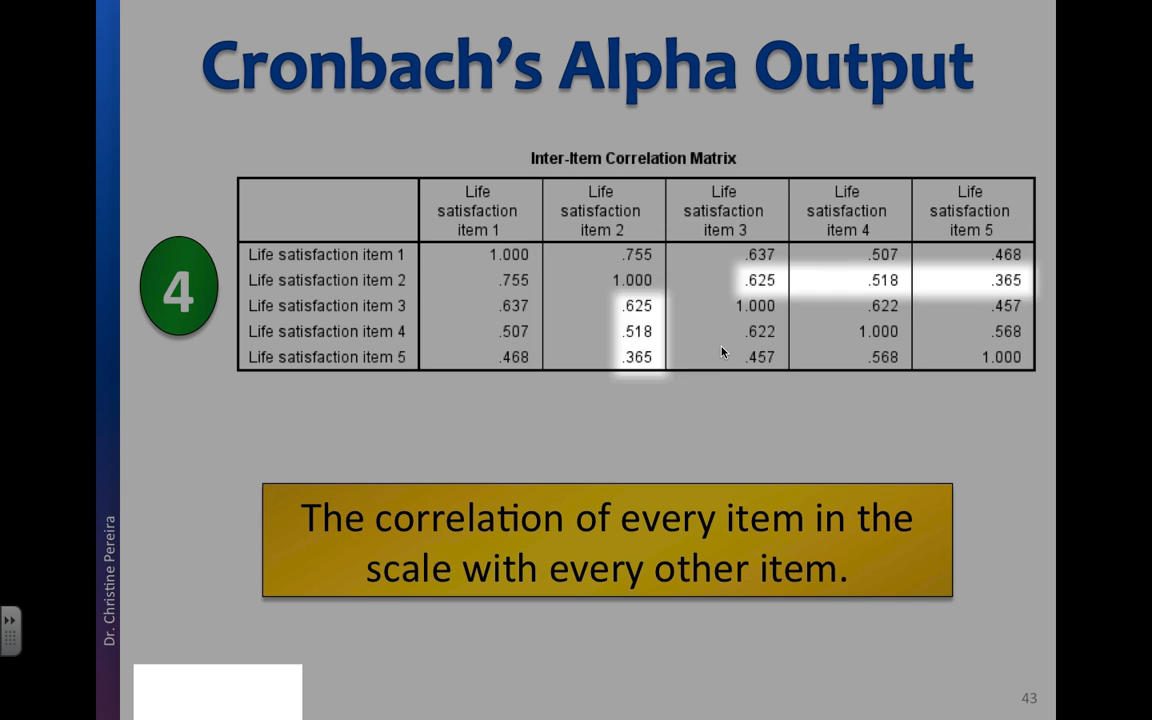 Cronbach’s Alpha Output
Inter-Item Correlation Matrix
Life satisfaction item 1 Life satisfaction item 2 Life satisfaction item 3 Life satisfaction item 4 Life satisfaction item 5
Life satisfaction item 1 1.000 .755 .637 .507 .468
Life satisfaction item 2 .755 1.000 .625 .518 .365
Life satisfaction item 3 .637 .625 1.000 .622 .457
Life satisfaction item 4 .507 .518 .622 1.000 .568
Life satisfaction item 5 .468 .365 .457 .568 1.000
4
The correlation of every item in the
scale with every other item.
Dr. Christine Pereira
43